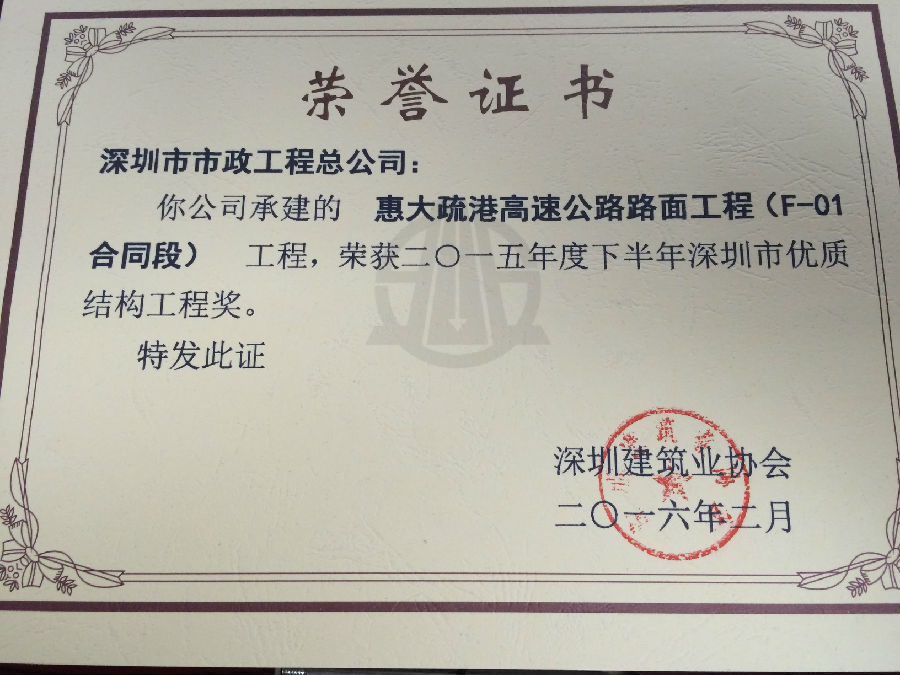 荣誉证书
深圳市市政工程总公司：
你公司承建的 惠大疏港高速公路路面工程（F-01
合同段） 工程，荣获二〇一五年度下半年深圳市优质
结构工程奖。
特发此证
深圳建筑业协会
二〇一六年二月